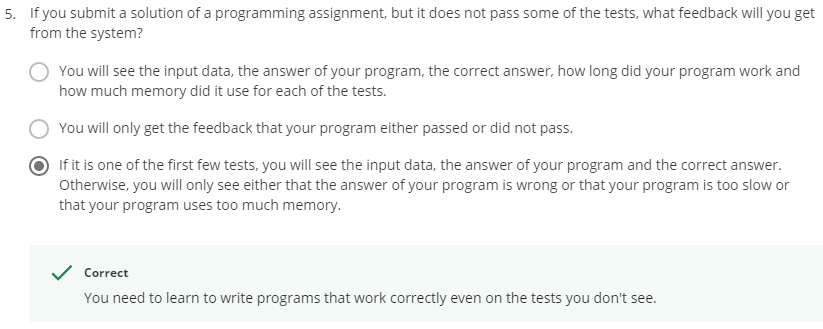 5. If you submit a solution of a programming assignment, but it does not pass some of the tests, what feedback will you get
from the system?
You will see the input data, the answer of your program, the correct answer, how long did your program work and
how much memory did it use for each of the tests.
You will only get the feedback that your program either passed or did not pass.
If it is one of the first few tests, you will see the input data, the answer of your program and the correct answer.
Otherwise, you will only see either that the answer of your program is wrong or that your program is too slow or
that your program uses too much memory.
Correct
You need to learn to write programs that work correctly even on the tests you don't see.